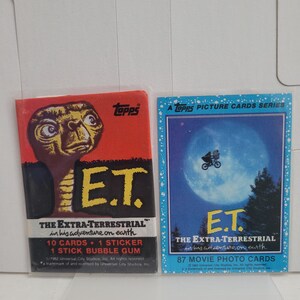 Topps
E.T.
THE EXTRA-TERRESTRIAL™
in his adventure on earth
10 CARDS • 1 STICKER
1 STICK BUBBLE GUM
A Topps PICTURE CARDS SERIES
E.T.
THE EXTRA-TERRESTRIAL
in his adventure on earth
87 MOVIE PHOTO CARDS